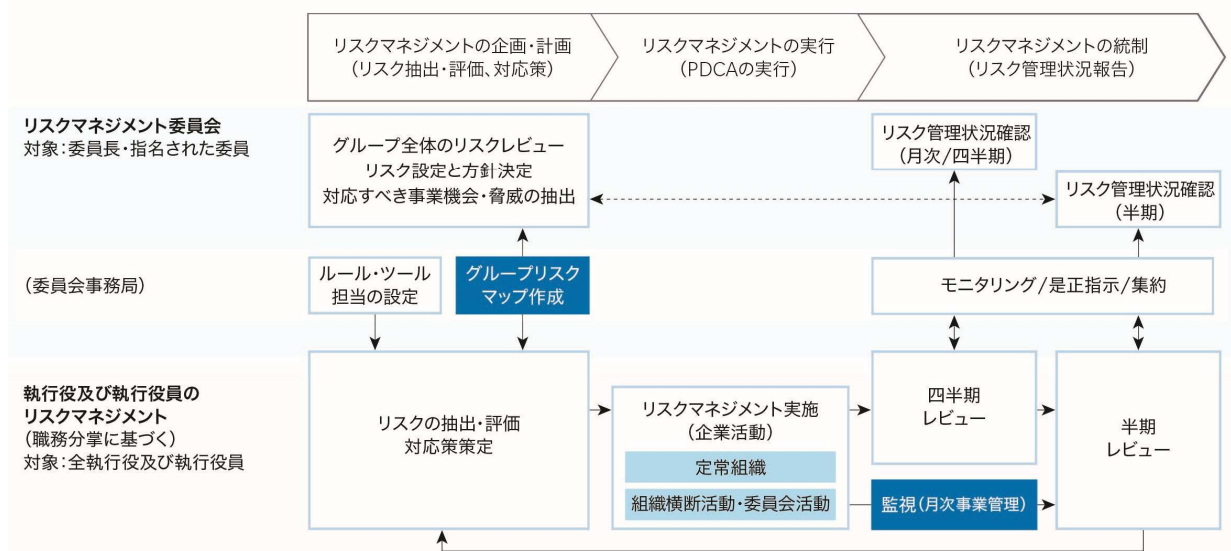 リスクマネジメントの企画・計画
(リスク抽出・評価、対応策)
リスクマネジメントの実行
(PDCAの実行)
リスクマネジメントの統制
(リスク管理状況報告)
リスクマネジメント委員会
対象:委員長・指名された委員
グループ全体のリスクレビュー
リスク設定と方針決定
対応すべき事業機会・脅威の抽出
リスク管理状況確認
(月次/四半期)
リスク管理状況確認
(半期)
(委員会事務局)
ルール・ツール
担当の設定
グループリスク
マップ作成
モニタリング/是正指示/集約
執行役及び執行役員の
リスクマネジメント
(職務分掌に基づく)
対象:全執行役及び執行役員
リスクの抽出・評価
対応策策定
リスクマネジメント実施
(企業活動)
定常組織
組織横断活動・委員会活動
四半期
レビュー
監視(月次事業管理)
半期
レビュー